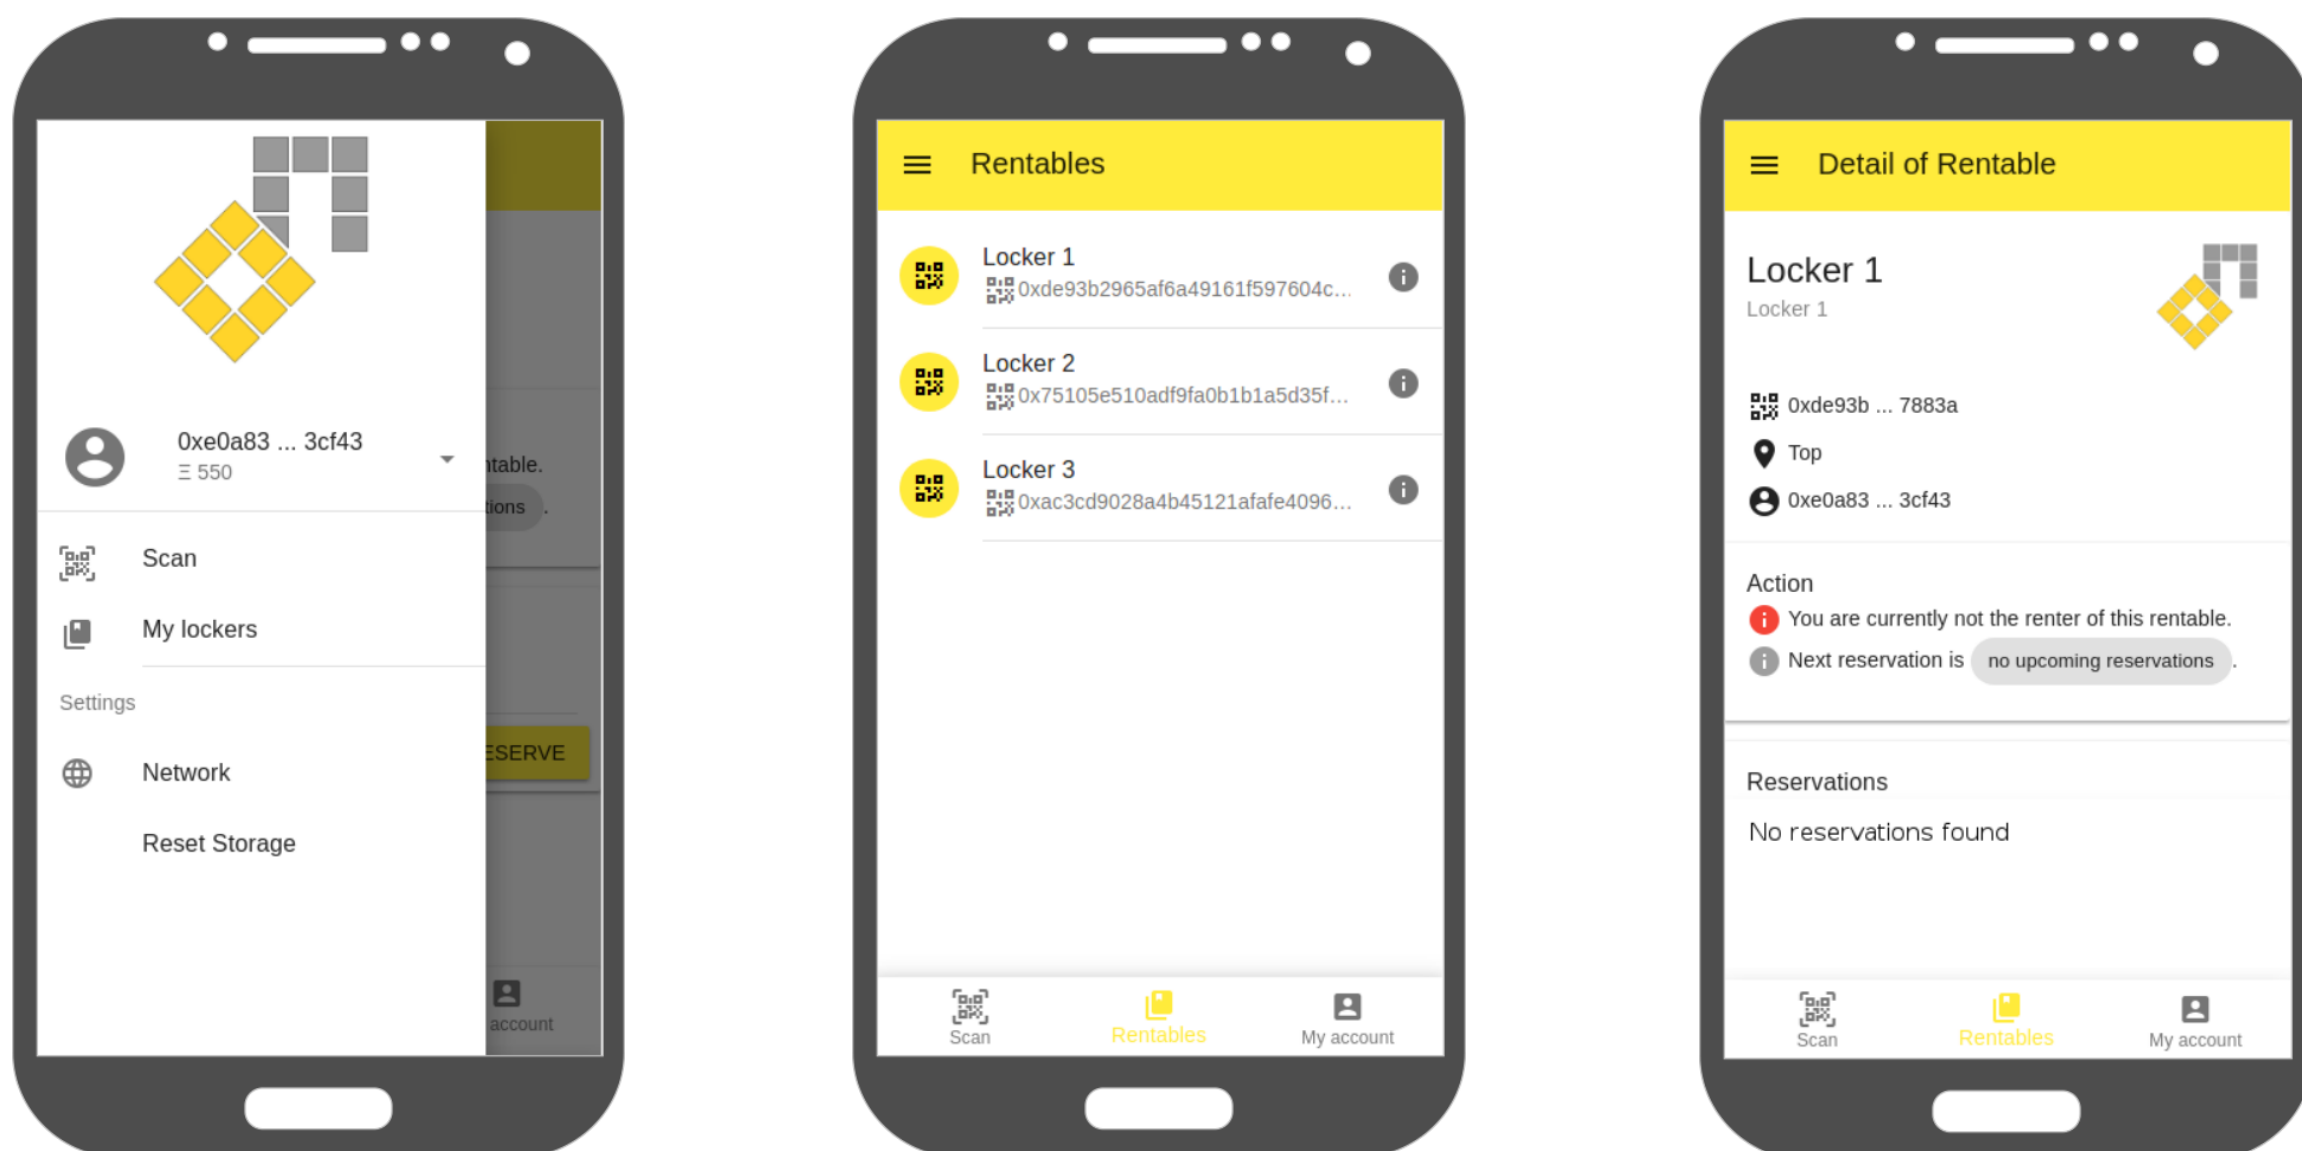 0xe0a83 ... 3cf43
Ξ 550
Scan
My lockers
Settings
Network
Reset Storage
ntable.
tions .
ESERVE
account
Rentables
Locker 1
0xde93b2965af6a49161f597604c...
Locker 2
0x75105e510adf9fa0b1b1a5d35f...
Locker 3
0xac3cd9028a4b45121afafe4096...
Scan
Rentables
My account
Detail of Rentable
Locker 1
Locker 1
0xde93b ... 7883a
Top
0xe0a83 ... 3cf43
Action
You are currently not the renter of this rentable.
Next reservation is no upcoming reservations .
Reservations
No reservations found
Scan
Rentables
My account